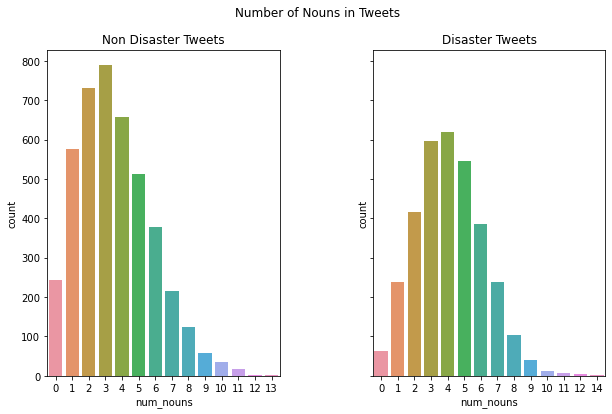 Number of Nouns in Tweets
Non Disaster Tweets
800
700
600
500
400
300
200
100
0
count
0 1 2 3 4 5 6 7 8 9 10 11 12 13
num_nouns
Disaster Tweets
count
0 1 2 3 4 5 6 7 8 9 10 11 12 14
num_nouns